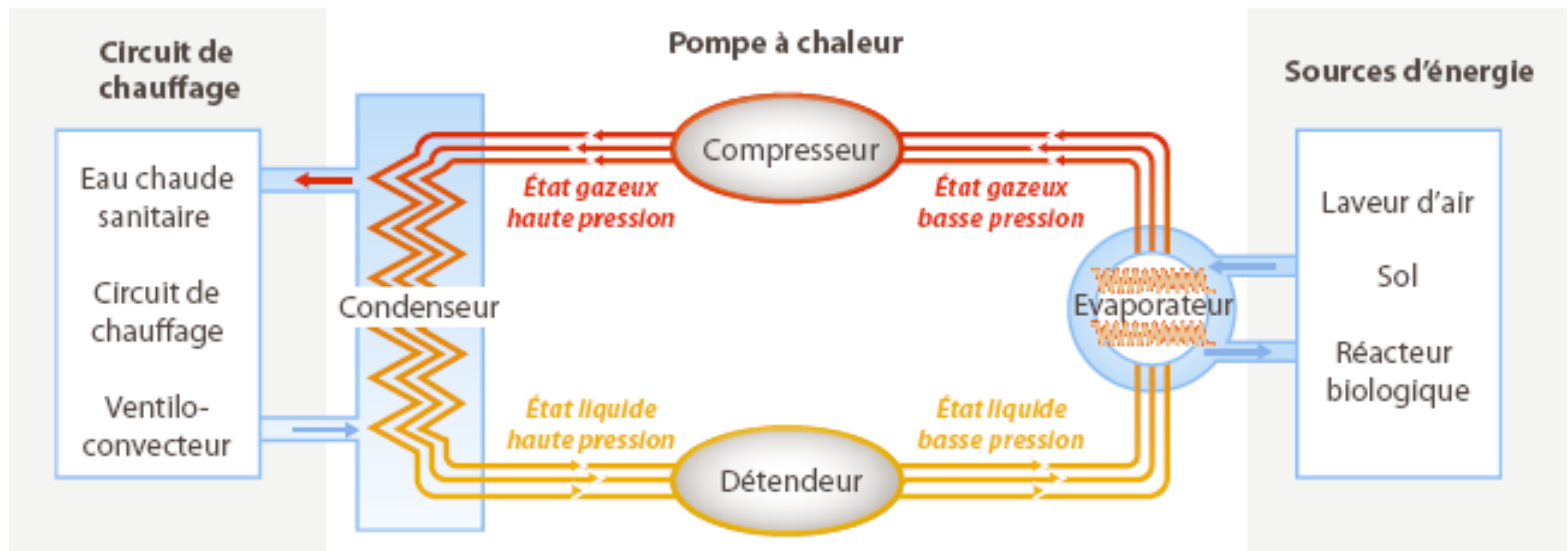 Circuit de
chauffage
Eau chaude
sanitaire
Circuit de
chauffage
Ventilo-
convecteur
Pompe à chaleur
Compresseur
État gazeux
haute pression
État gazeux
basse pression
Condenseur
Evaporateur
État liquide
haute pression
État liquide
basse pression
Détendeur
Sources d'énergie
Laveur d'air
Sol
Réacteur
biologique